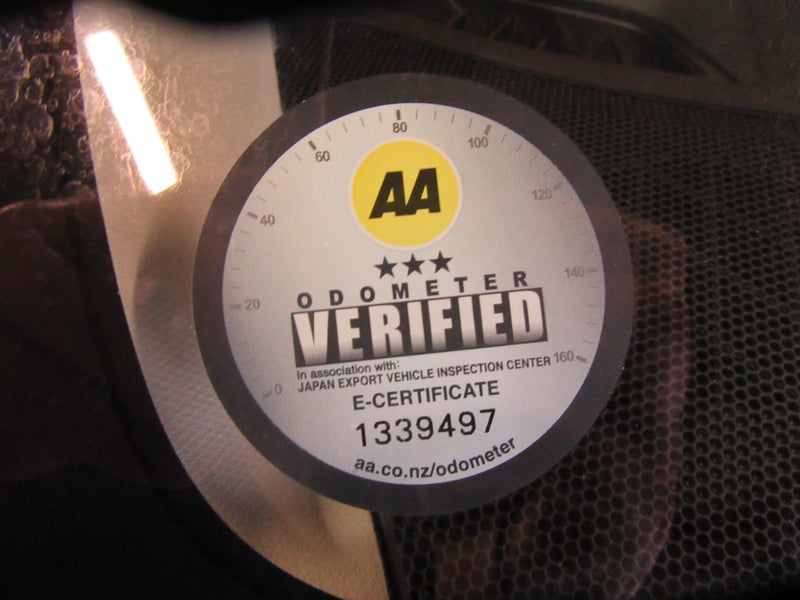 AA
★★★
ODOMETER
VERIFIED
In association with:
JAPAN EXPORT VEHICLE INSPECTION CENTER
E-CERTIFICATE
1339497
aa.co.nz/odometer
0
20
40
60
80
100
120
140
160